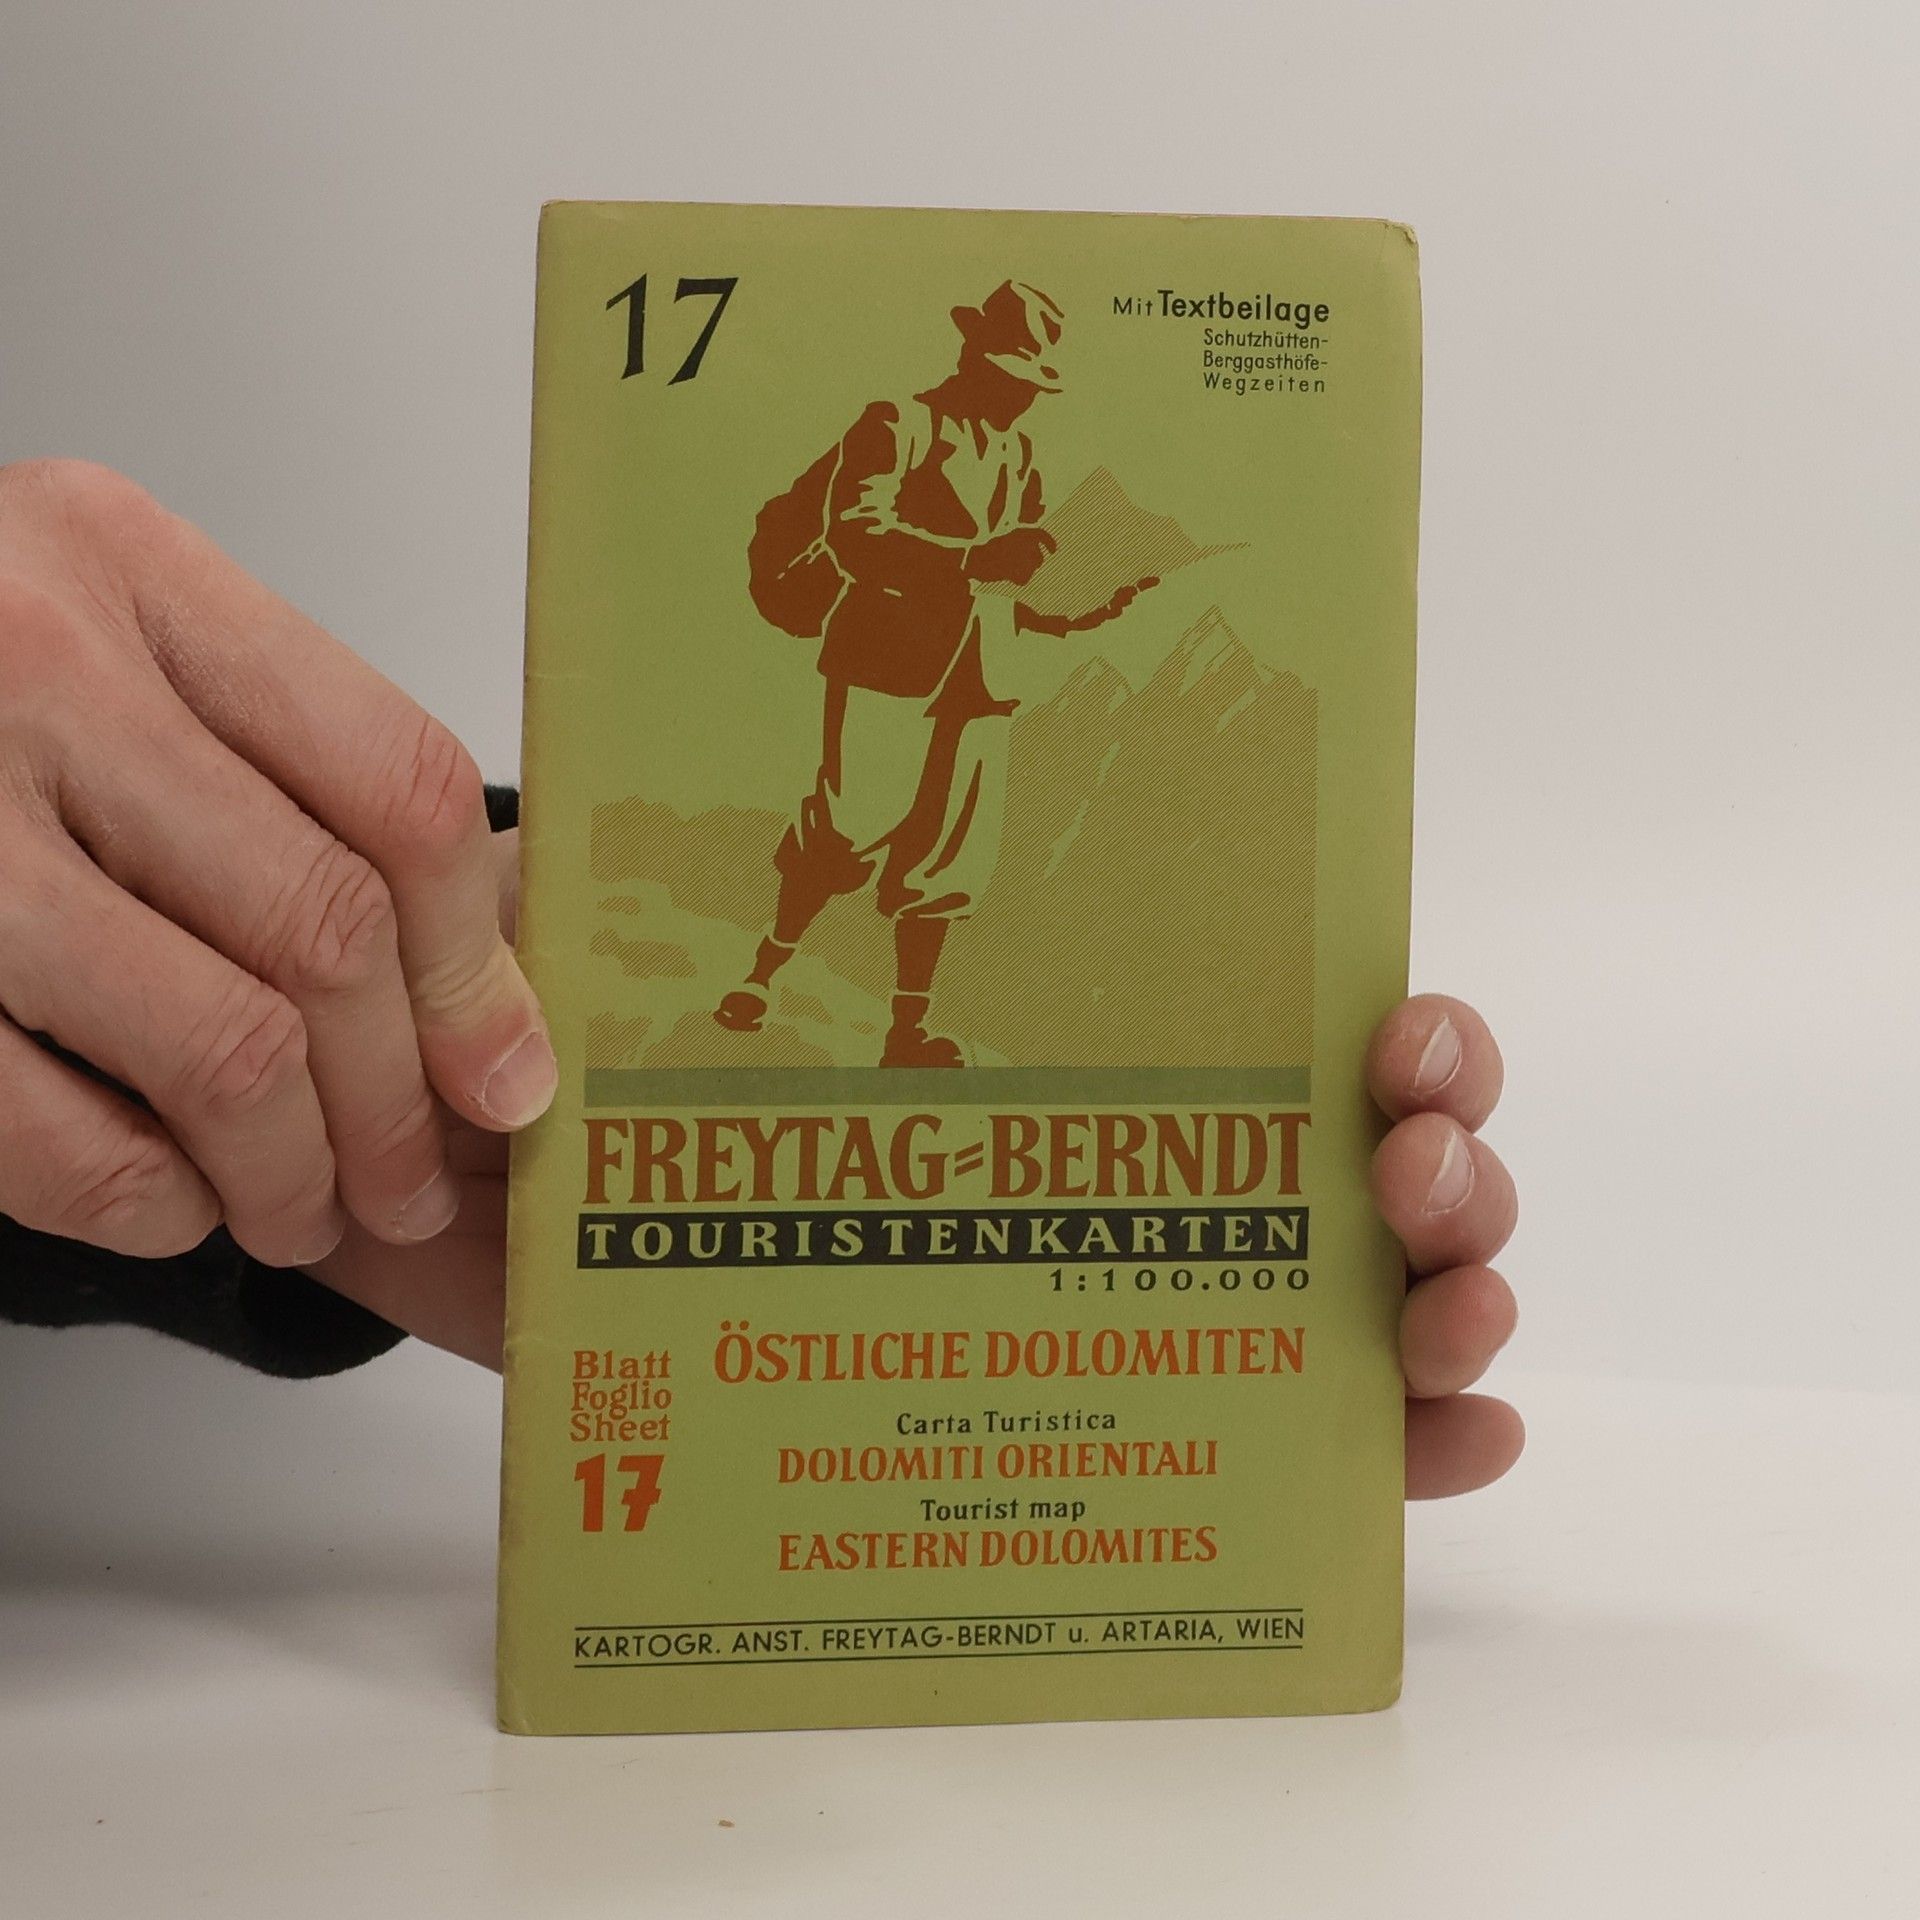 17
Mit Textbeilage
Schutzhütten-
Berggasthöfe-
Wegzeiten
FREYTAG=BERNDT
TOURISTENKARTEN
1:100.000
Blatt
Foglio
Sheet
17
ÖSTLICHE DOLOMITEN
Carta Turistica
DOLOMITI ORIENTALI
Tourist map
EASTERN DOLOMITES
KARTOGR. ANST. FREYTAG-BERNDT u. ARTARIA, WIEN